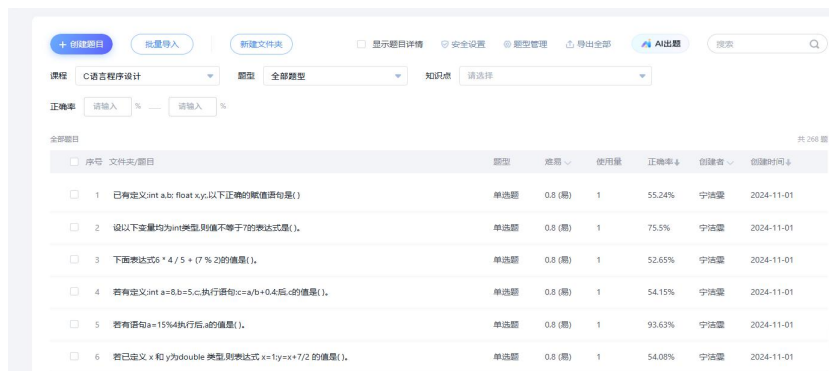 + 创建题目 批量导入 新建文件夹 显示题目详情 安全设置 题型管理 导出全部 AI出题 搜索
课程 C语言程序设计 题型 全部题型 知识点 请选择
正确率 请输入 % — 请输入 %
全部题目 共 268 题
序号 文件夹/题目 题型 难易 使用量 正确率 创建者 创建时间
1 已有定义:int a,b; float x,y;,以下正确的赋值语句是( ) 单选题 0.8 (易) 1 55.24% 宁洁雯 2024-11-01
2 设以下变量均为int类型,则值不等于7的表达式是( )。 单选题 0.8 (易) 1 75.5% 宁洁雯 2024-11-01
3 下面表达式6 * 4 / 5 + (7 % 2)的值是( )。 单选题 0.8 (易) 1 52.65% 宁洁雯 2024-11-01
4 若有定义:int a=8,b=5,c;,执行语句:c=a/b+0.4;后,c的值是( )。 单选题 0.8 (易) 1 54.15% 宁洁雯 2024-11-01
5 若有语句a=15%4执行后,a的值是( )。 单选题 0.8 (易) 1 93.63% 宁洁雯 2024-11-01
6 若已定义 x 和 y为double 类型,则表达式 x=1;y=x+7/2 的值是( )。 单选题 0.8 (易) 1 54.08% 宁洁雯 2024-11-01